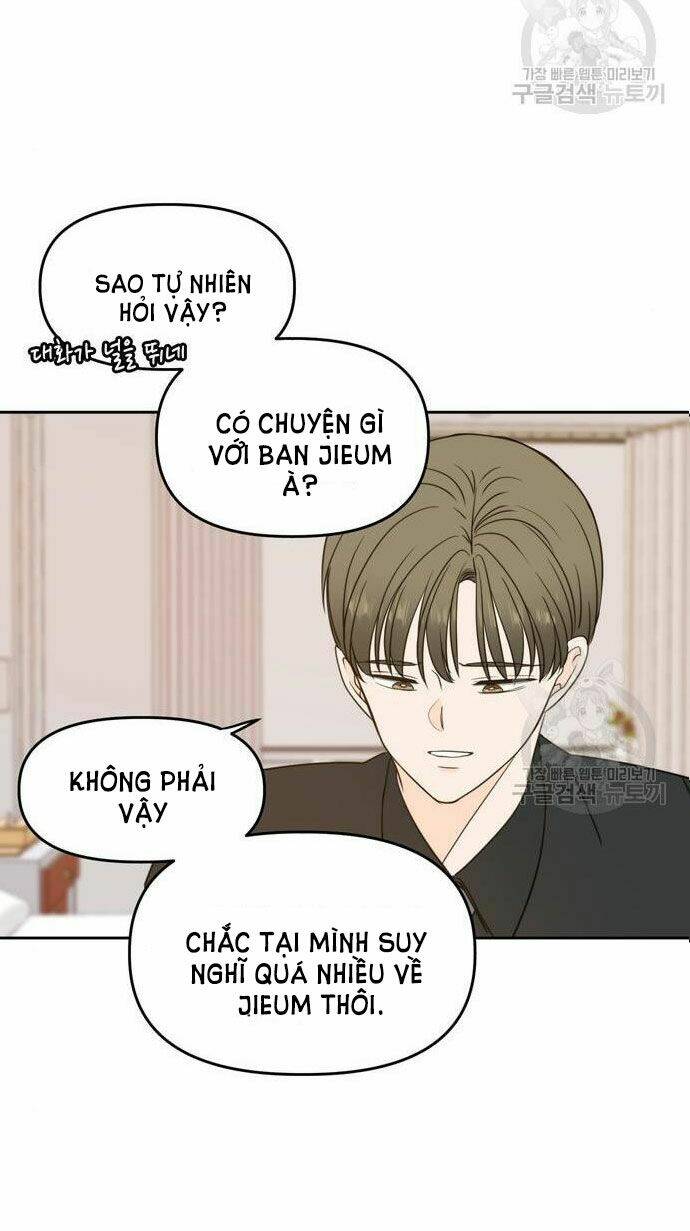 가장 빠른 웹툰 미리보기
구글검색 뉴토끼
SAO TỰ NHIÊN
HỎI VẬY?
대화가 널을 뛰네
CÓ CHUYỆN GÌ
VỚI BAN JIEUM
À?
KHÔNG PHẢI
VẬY
가장 빠른 웹툰 미리보기
구글검색 뉴토끼
CHẮC TẠI MÌNH SUY
NGHĨ QUÁ NHIỀU VỀ
JIEUM THÔI.